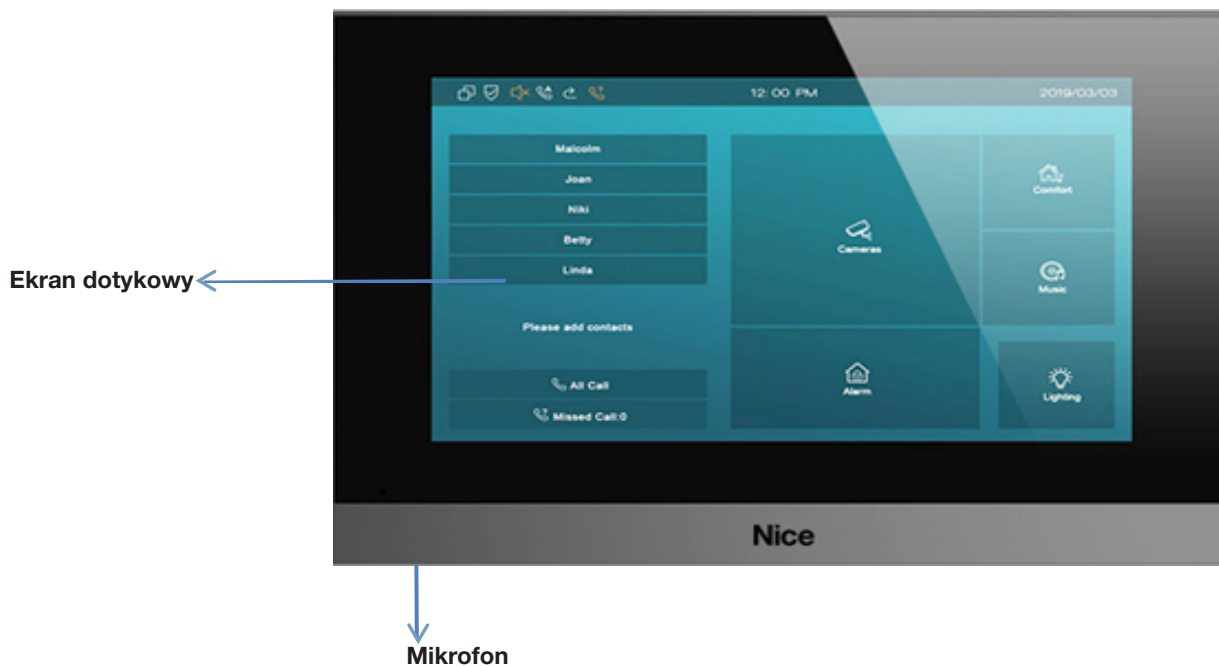 12:00 PM
2019/03/03
Malcolm
Joan
Niki
Betty
Linda
Please add contacts
All Call
Missed Call:0
Cameras
Alarm
Comfort
Music
Lighting
Ekran dotykowy
Nice
Mikrofon